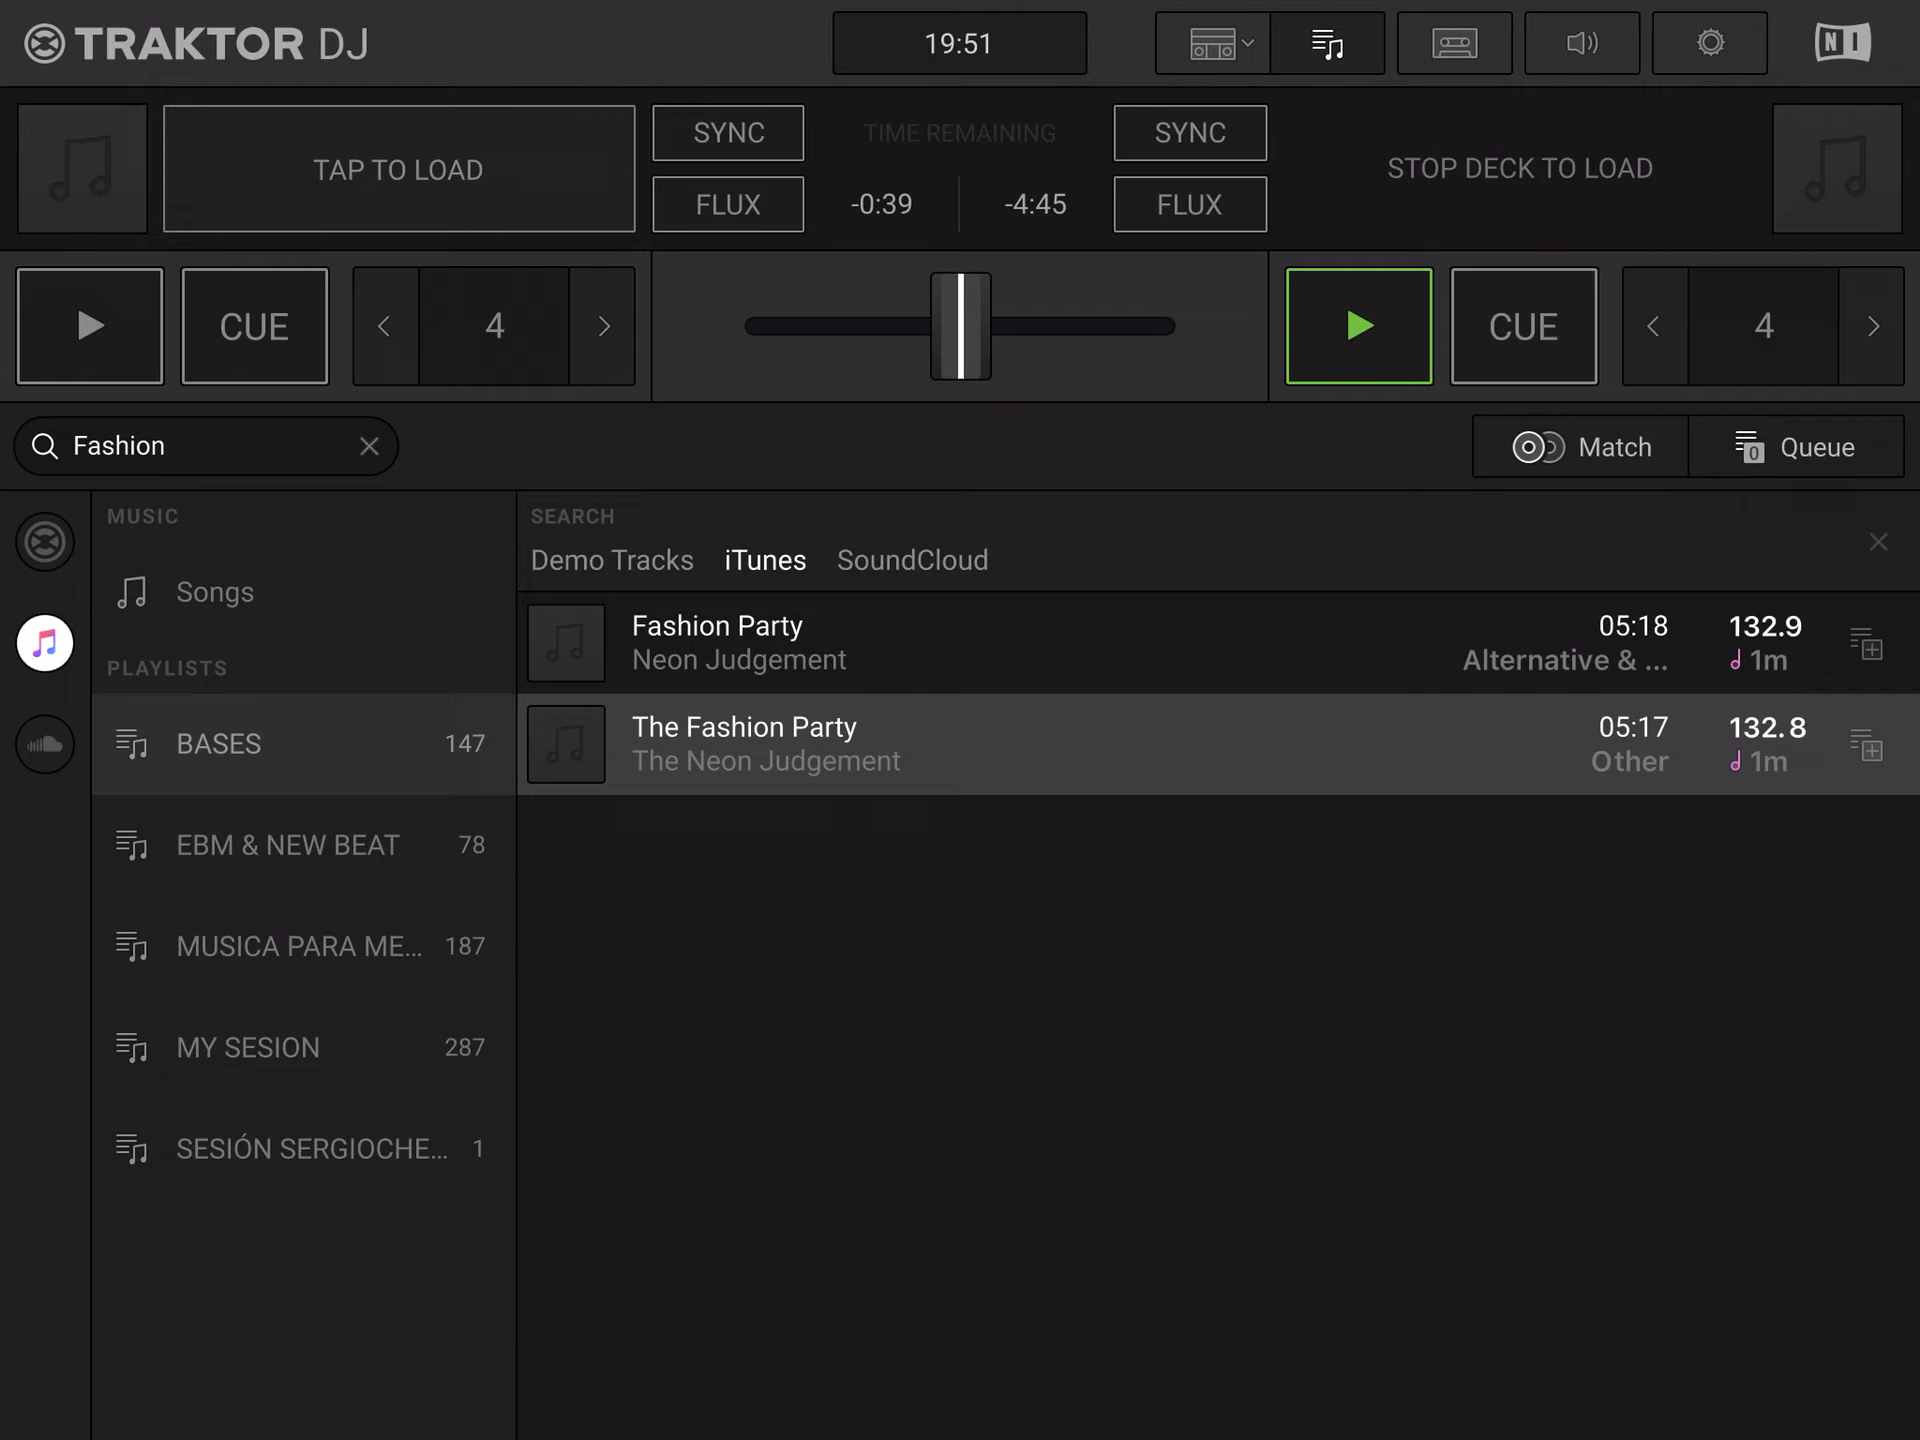 TRAKTOR DJ
19:51
NI
TAP TO LOAD
SYNC
TIME REMAINING
SYNC
STOP DECK TO LOAD
FLUX
-0:39
-4:45
FLUX
CUE
4
CUE
4
Fashion
Match
0
Queue
MUSIC
Songs
PLAYLISTS
BASES 147
EBM & NEW BEAT 78
MUSICA PARA ME... 187
MY SESION 287
SESIÓN SERGIOCHE... 1
SEARCH
Demo Tracks iTunes SoundCloud
Fashion Party 05:18 132.9
Neon Judgement Alternative & ... 1m
The Fashion Party 05:17 132.8
The Neon Judgement Other 1m